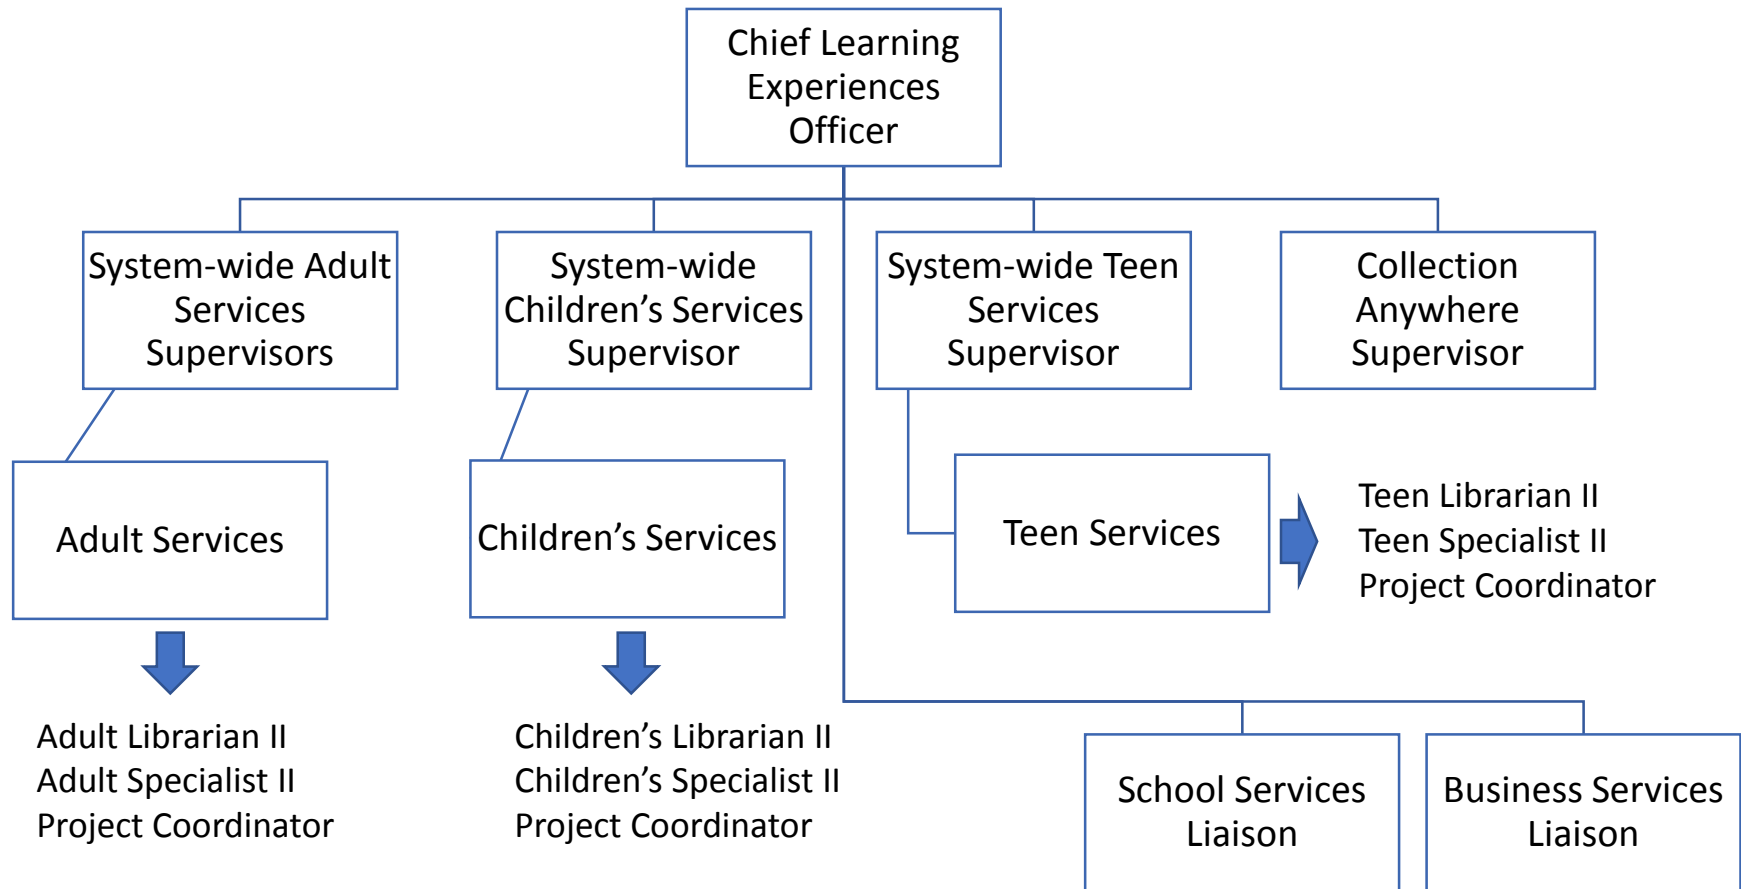 Chief Learning
Experiences
Officer
System-wide Adult
Services
Supervisors
System-wide
Children’s Services
Supervisor
System-wide Teen
Services
Supervisor
Collection
Anywhere
Supervisor
Adult Services
Children’s Services
Teen Services
Teen Librarian II
Teen Specialist II
Project Coordinator
Adult Librarian II
Adult Specialist II
Project Coordinator
Children’s Librarian II
Children’s Specialist II
Project Coordinator
School Services
Liaison
Business Services
Liaison